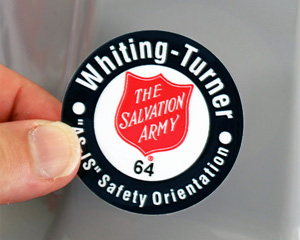 Whiting-Turner
THE
SALVATION
ARMY
®
64
"As-IS" Safety Orientation